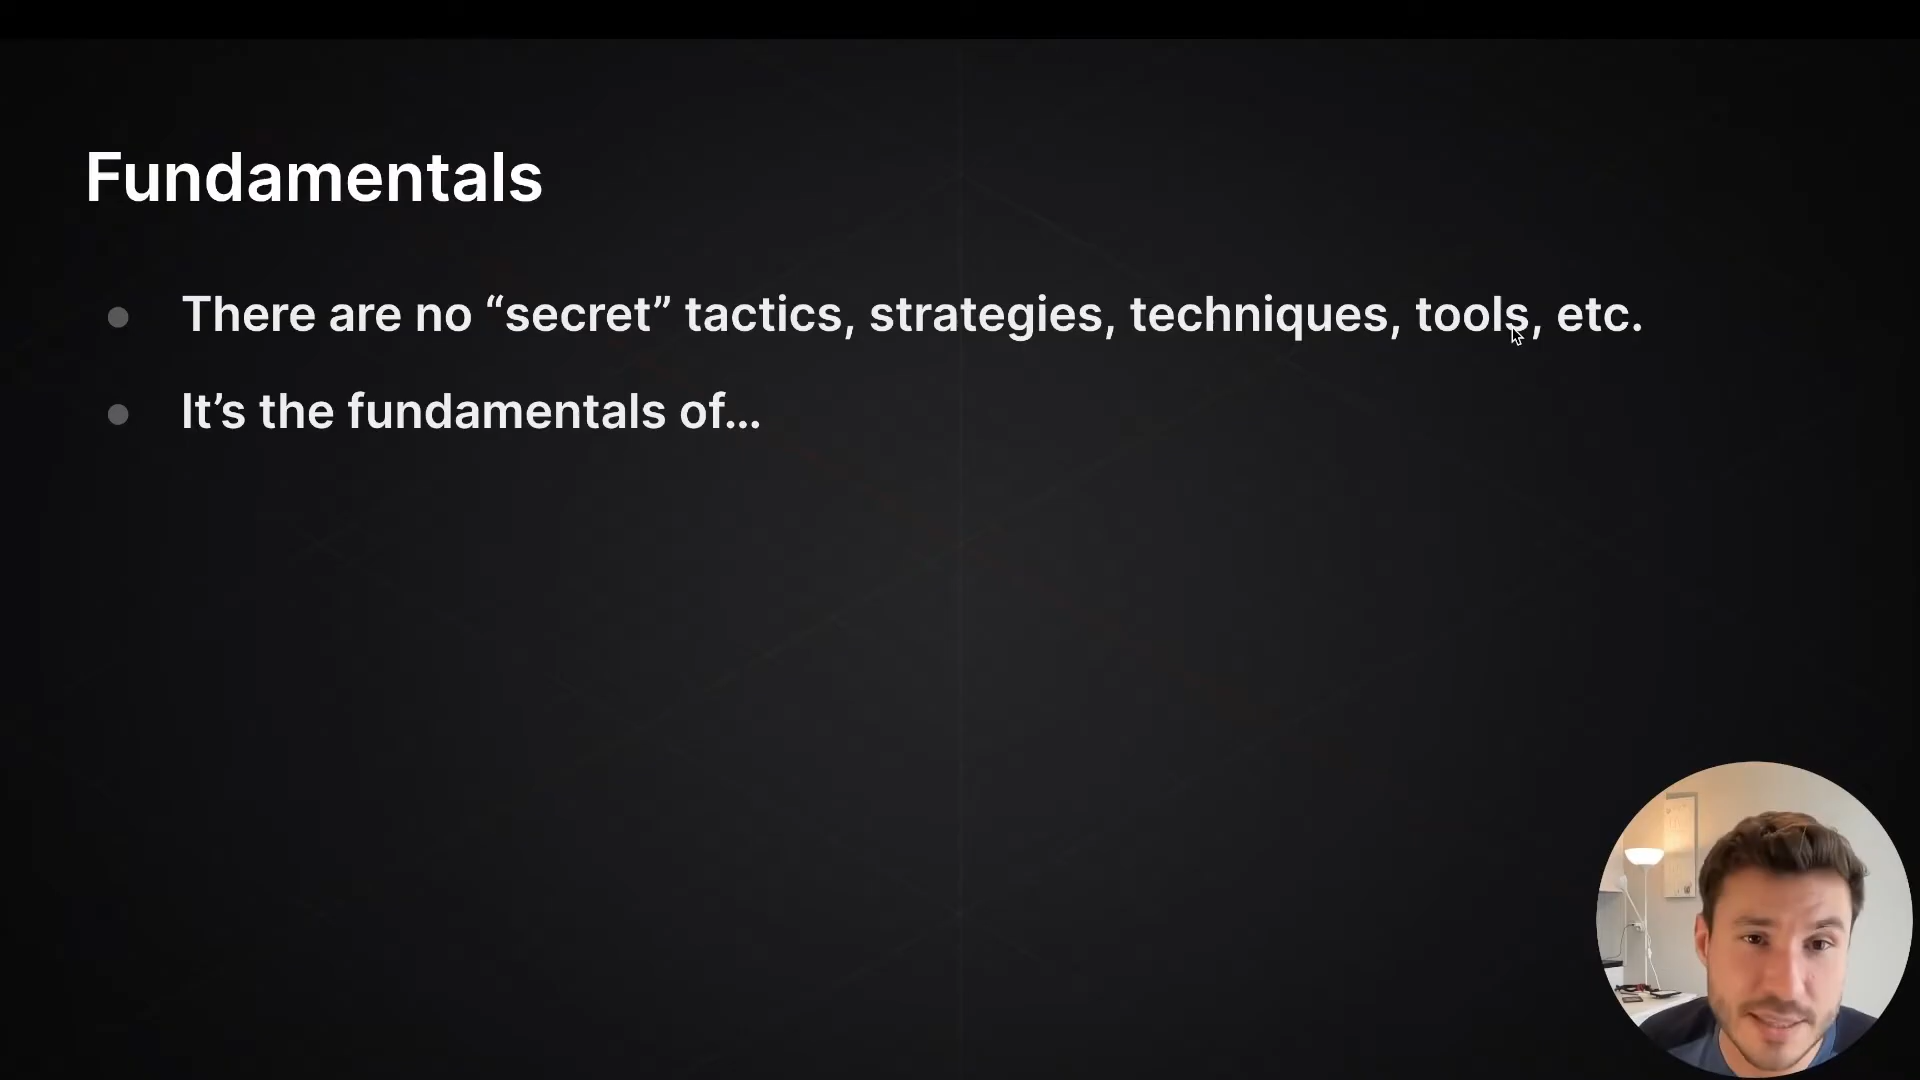 Fundamentals
There are no “secret” tactics, strategies, techniques, tools, etc.
It’s the fundamentals of...